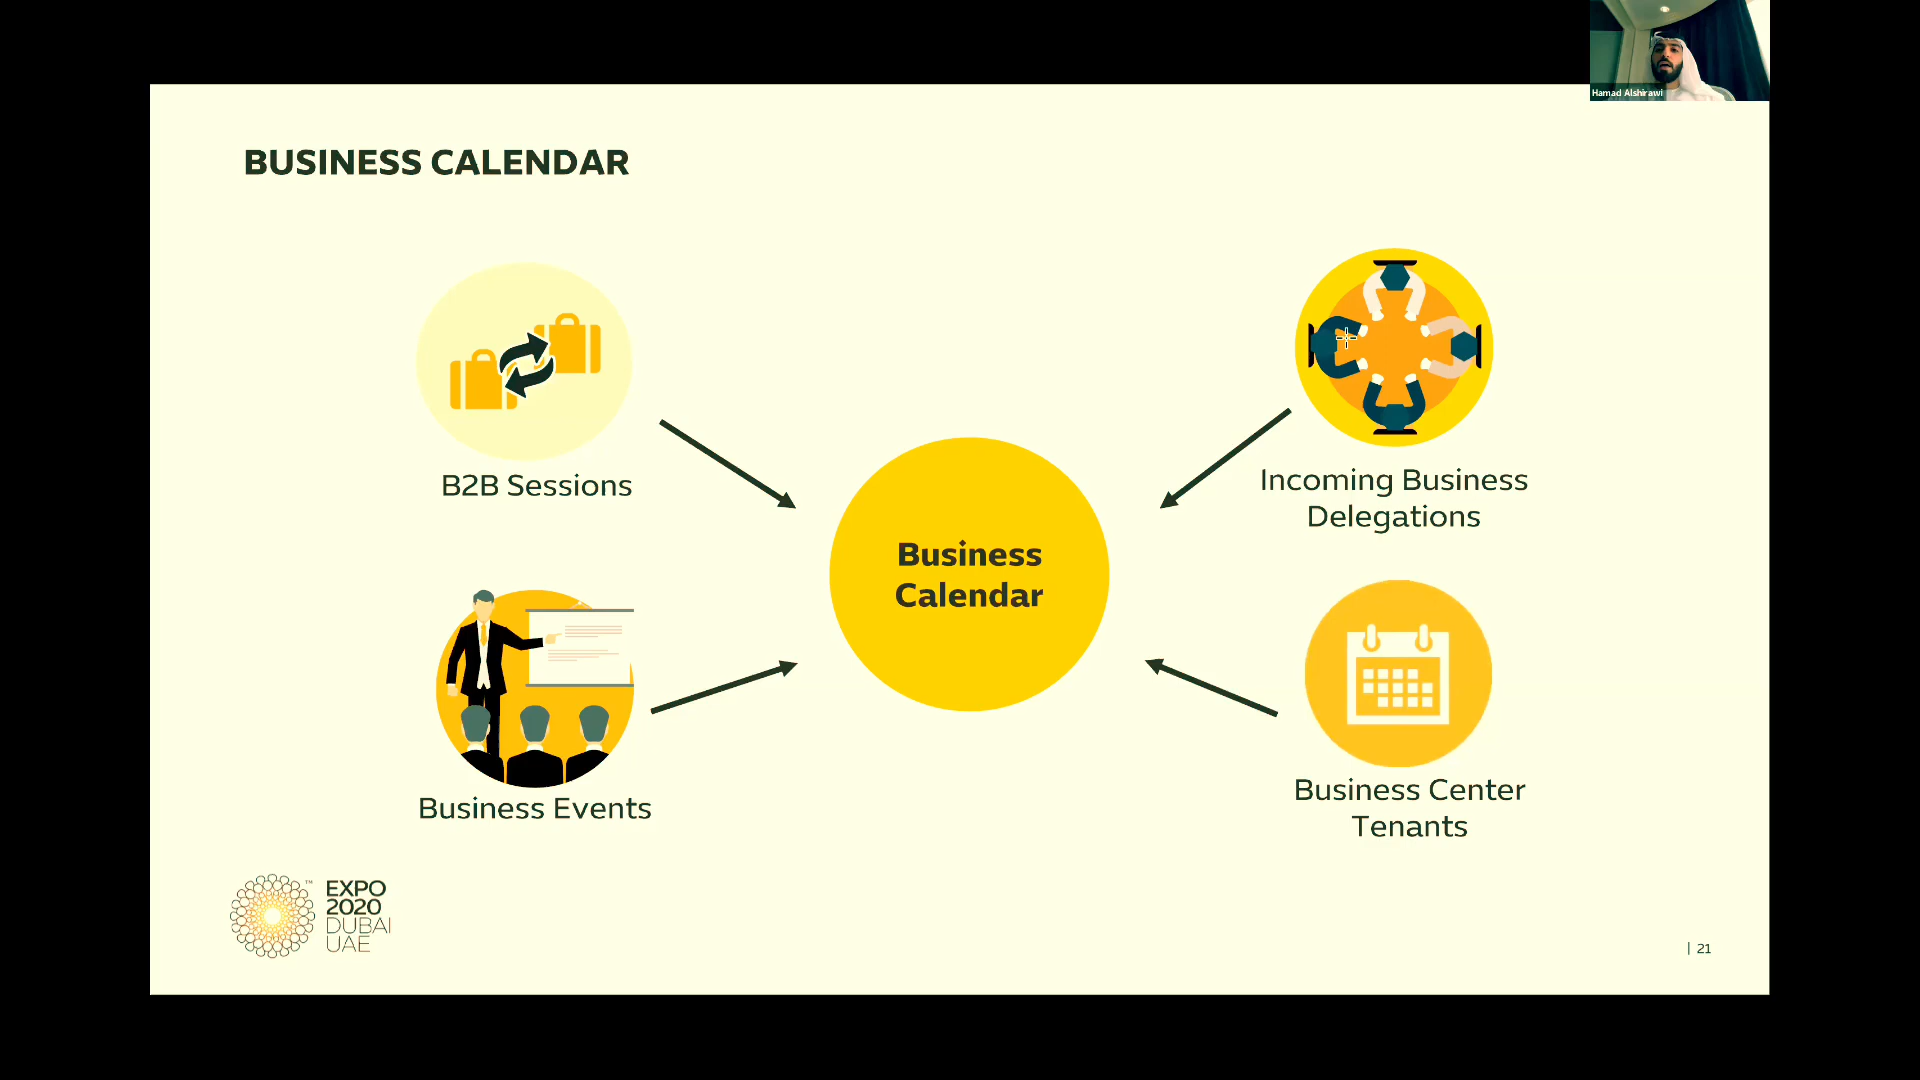 Hamad Alshirawi
BUSINESS CALENDAR
B2B Sessions
Incoming Business
Delegations
Business
Calendar
Business Events
Business Center
Tenants
EXPO
2020
DUBAI
UAE
TM
| 21